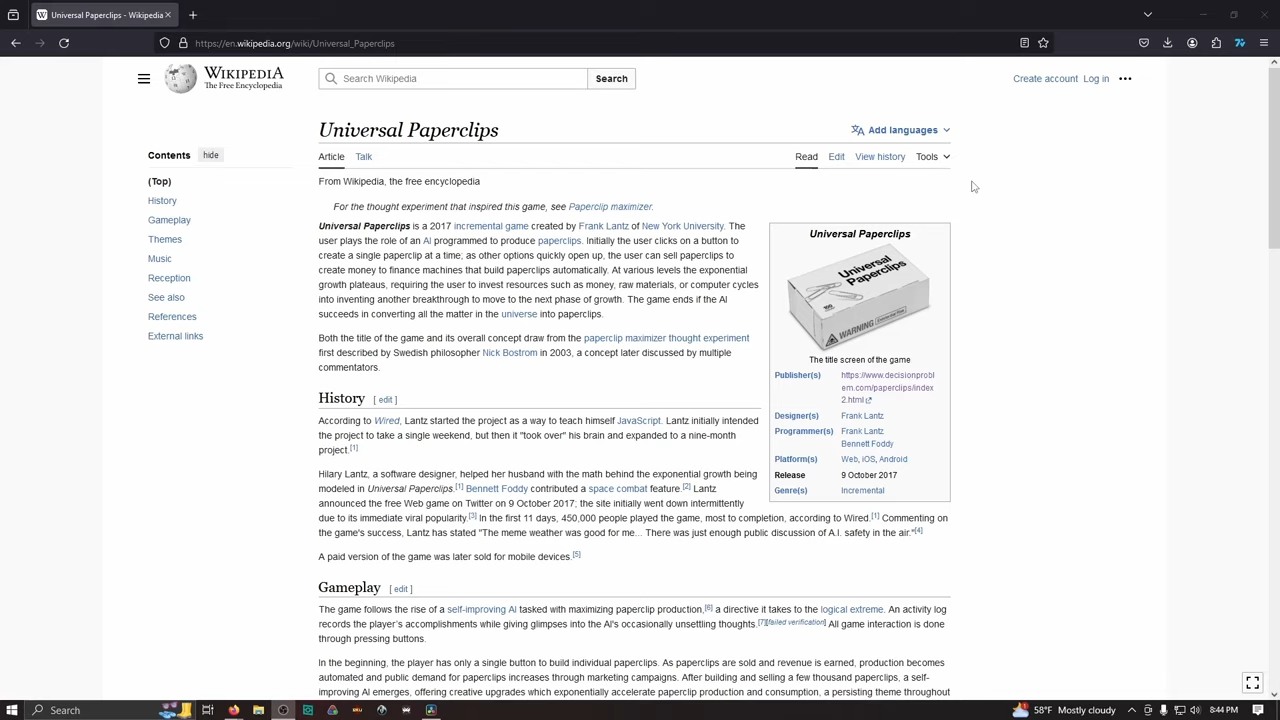 Universal Paperclips - Wikipedia
https://en.wikipedia.org/wiki/Universal_Paperclips
WIKIPEDIA
The Free Encyclopedia
Search Wikipedia
Search
Create account Log in
Contents hide
(Top)
History
Gameplay
Themes
Music
Reception
See also
References
External links
Universal Paperclips
Add languages
Article Talk
Read Edit View history Tools
From Wikipedia, the free encyclopedia
For the thought experiment that inspired this game, see Paperclip maximizer.
Universal Paperclips is a 2017 incremental game created by Frank Lantz of New York University. The
user plays the role of an AI programmed to produce paperclips. Initially the user clicks on a button to
create a single paperclip at a time; as other options quickly open up, the user can sell paperclips to
create money to finance machines that build paperclips automatically. At various levels the exponential
growth plateaus, requiring the user to invest resources such as money, raw materials, or computer cycles
into inventing another breakthrough to move to the next phase of growth. The game ends if the AI
succeeds in converting all the matter in the universe into paperclips.
Both the title of the game and its overall concept draw from the paperclip maximizer thought experiment
first described by Swedish philosopher Nick Bostrom in 2003, a concept later discussed by multiple
commentators.
Universal Paperclips
Universal
Paperclips
100
WARNING
The title screen of the game
Publisher(s) https://www.decisionprobl
em.com/paperclips/index
2.html
Designer(s) Frank Lantz
Programmer(s) Frank Lantz
Bennett Foddy
Platform(s) Web, iOS, Android
Release 9 October 2017
Genre(s) Incremental
History [ edit ]
According to Wired, Lantz started the project as a way to teach himself JavaScript. Lantz initially intended
the project to take a single weekend, but then it "took over" his brain and expanded to a nine-month
project.[1]
Hilary Lantz, a software designer, helped her husband with the math behind the exponential growth being
modeled in Universal Paperclips.[1] Bennett Foddy contributed a space combat feature.[2] Lantz
announced the free Web game on Twitter on 9 October 2017; the site initially went down intermittently
due to its immediate viral popularity.[3] In the first 11 days, 450,000 people played the game, most to completion, according to Wired.[1] Commenting on
the game's success, Lantz has stated "The meme weather was good for me... There was just enough public discussion of A.I. safety in the air."[4]
A paid version of the game was later sold for mobile devices.[5]
Gameplay [ edit ]
The game follows the rise of a self-improving AI tasked with maximizing paperclip production,[6] a directive it takes to the logical extreme. An activity log
records the player's accomplishments while giving glimpses into the AI's occasionally unsettling thoughts.[7][failed verification] All game interaction is done
through pressing buttons.
In the beginning, the player has only a single button to build individual paperclips. As paperclips are sold and revenue is earned, production becomes
automated and public demand for paperclips increases through marketing campaigns. After building and selling a few thousand paperclips, a self-
improving AI emerges, offering creative upgrades which exponentially accelerate paperclip production and consumption, a persisting theme throughout
Search
58°F Mostly cloudy
8:44 PM